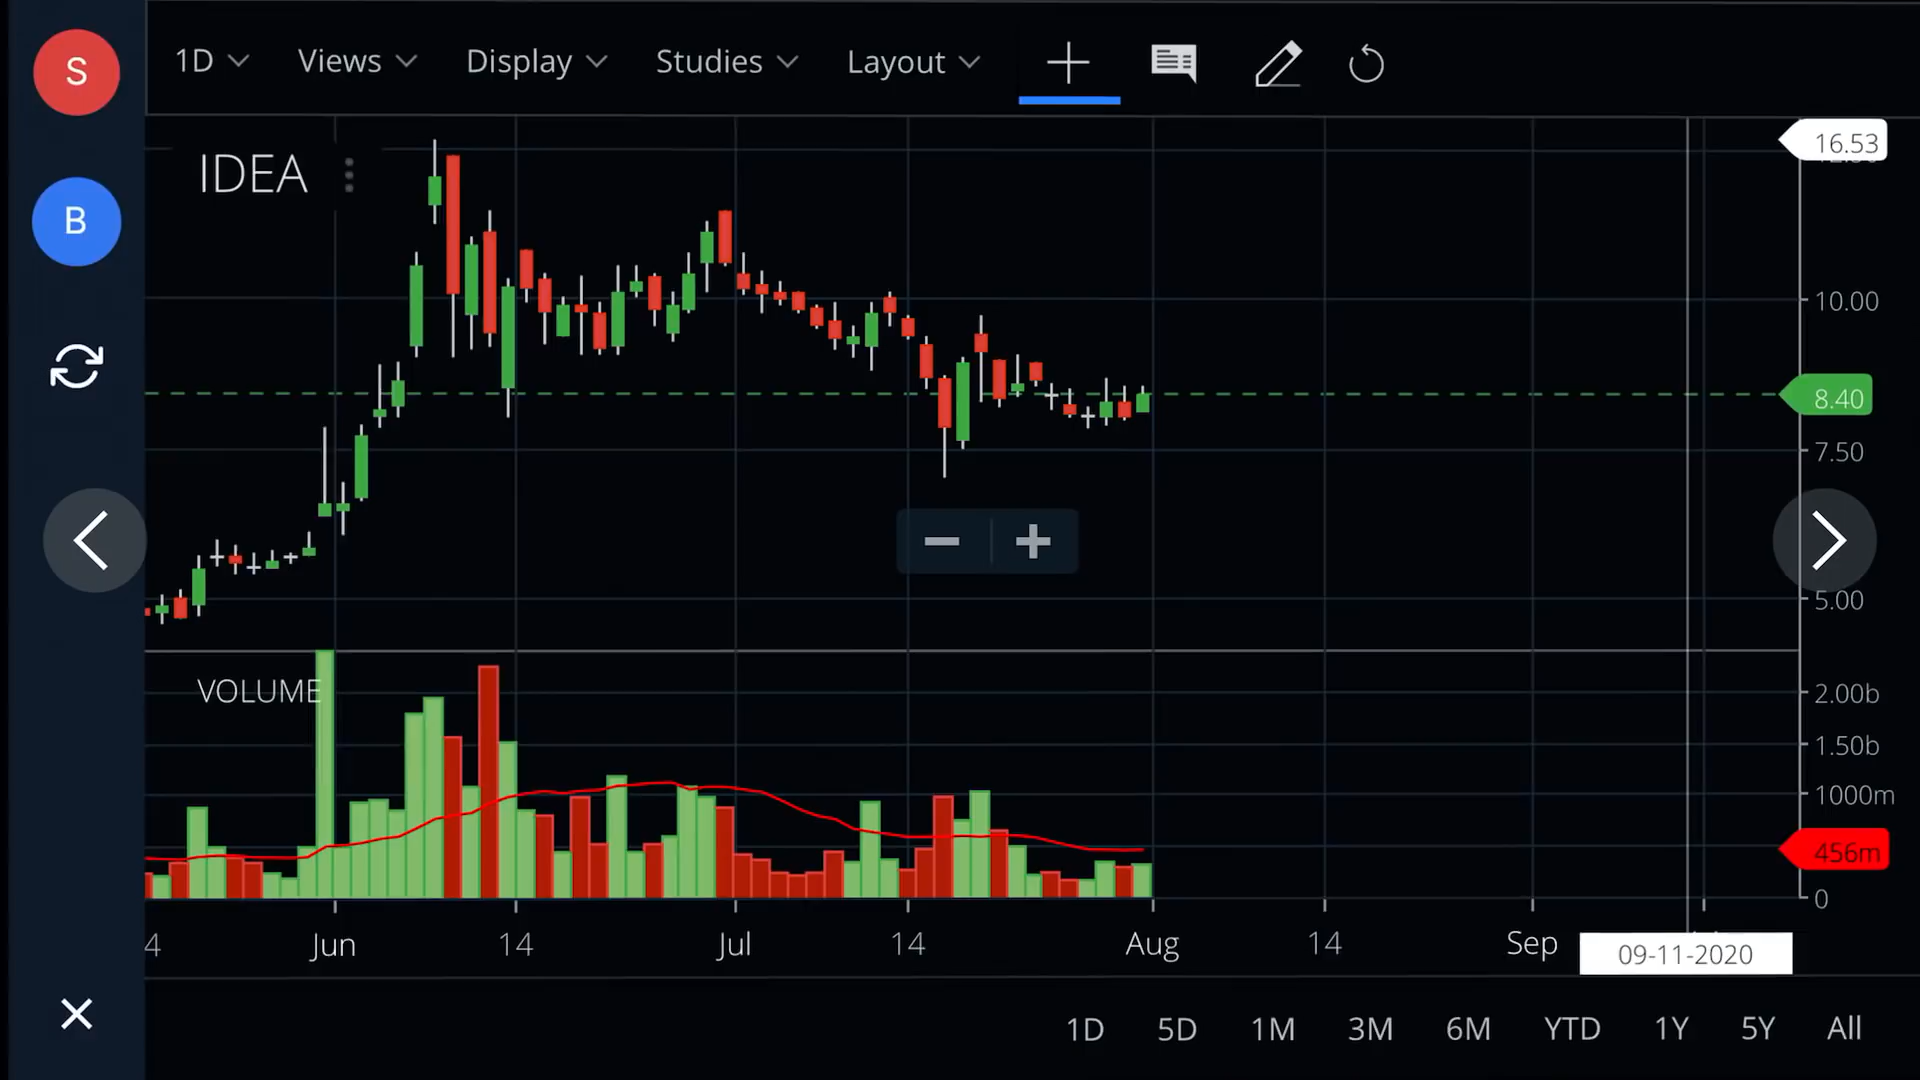 S
1D Views Display Studies Layout
16.53
IDEA
B
10.00
8.40
7.50
5.00
VOLUME
2.00b
1.50b
1000m
456m
0
4 Jun 14 Jul 14 Aug 14 Sep
09-11-2020
1D 5D 1M 3M 6M YTD 1Y 5Y All